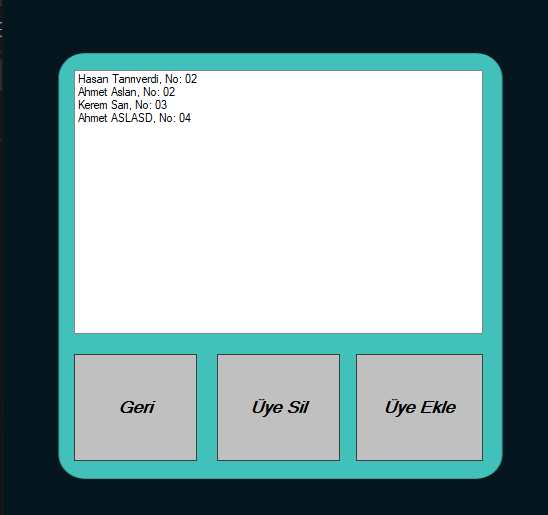 Hasan Tanrıverdi, No: 02
Ahmet Aslan, No: 02
Kerem Sarı, No: 03
Ahmet ASLASD, No: 04
Geri
Üye Sil
Üye Ekle